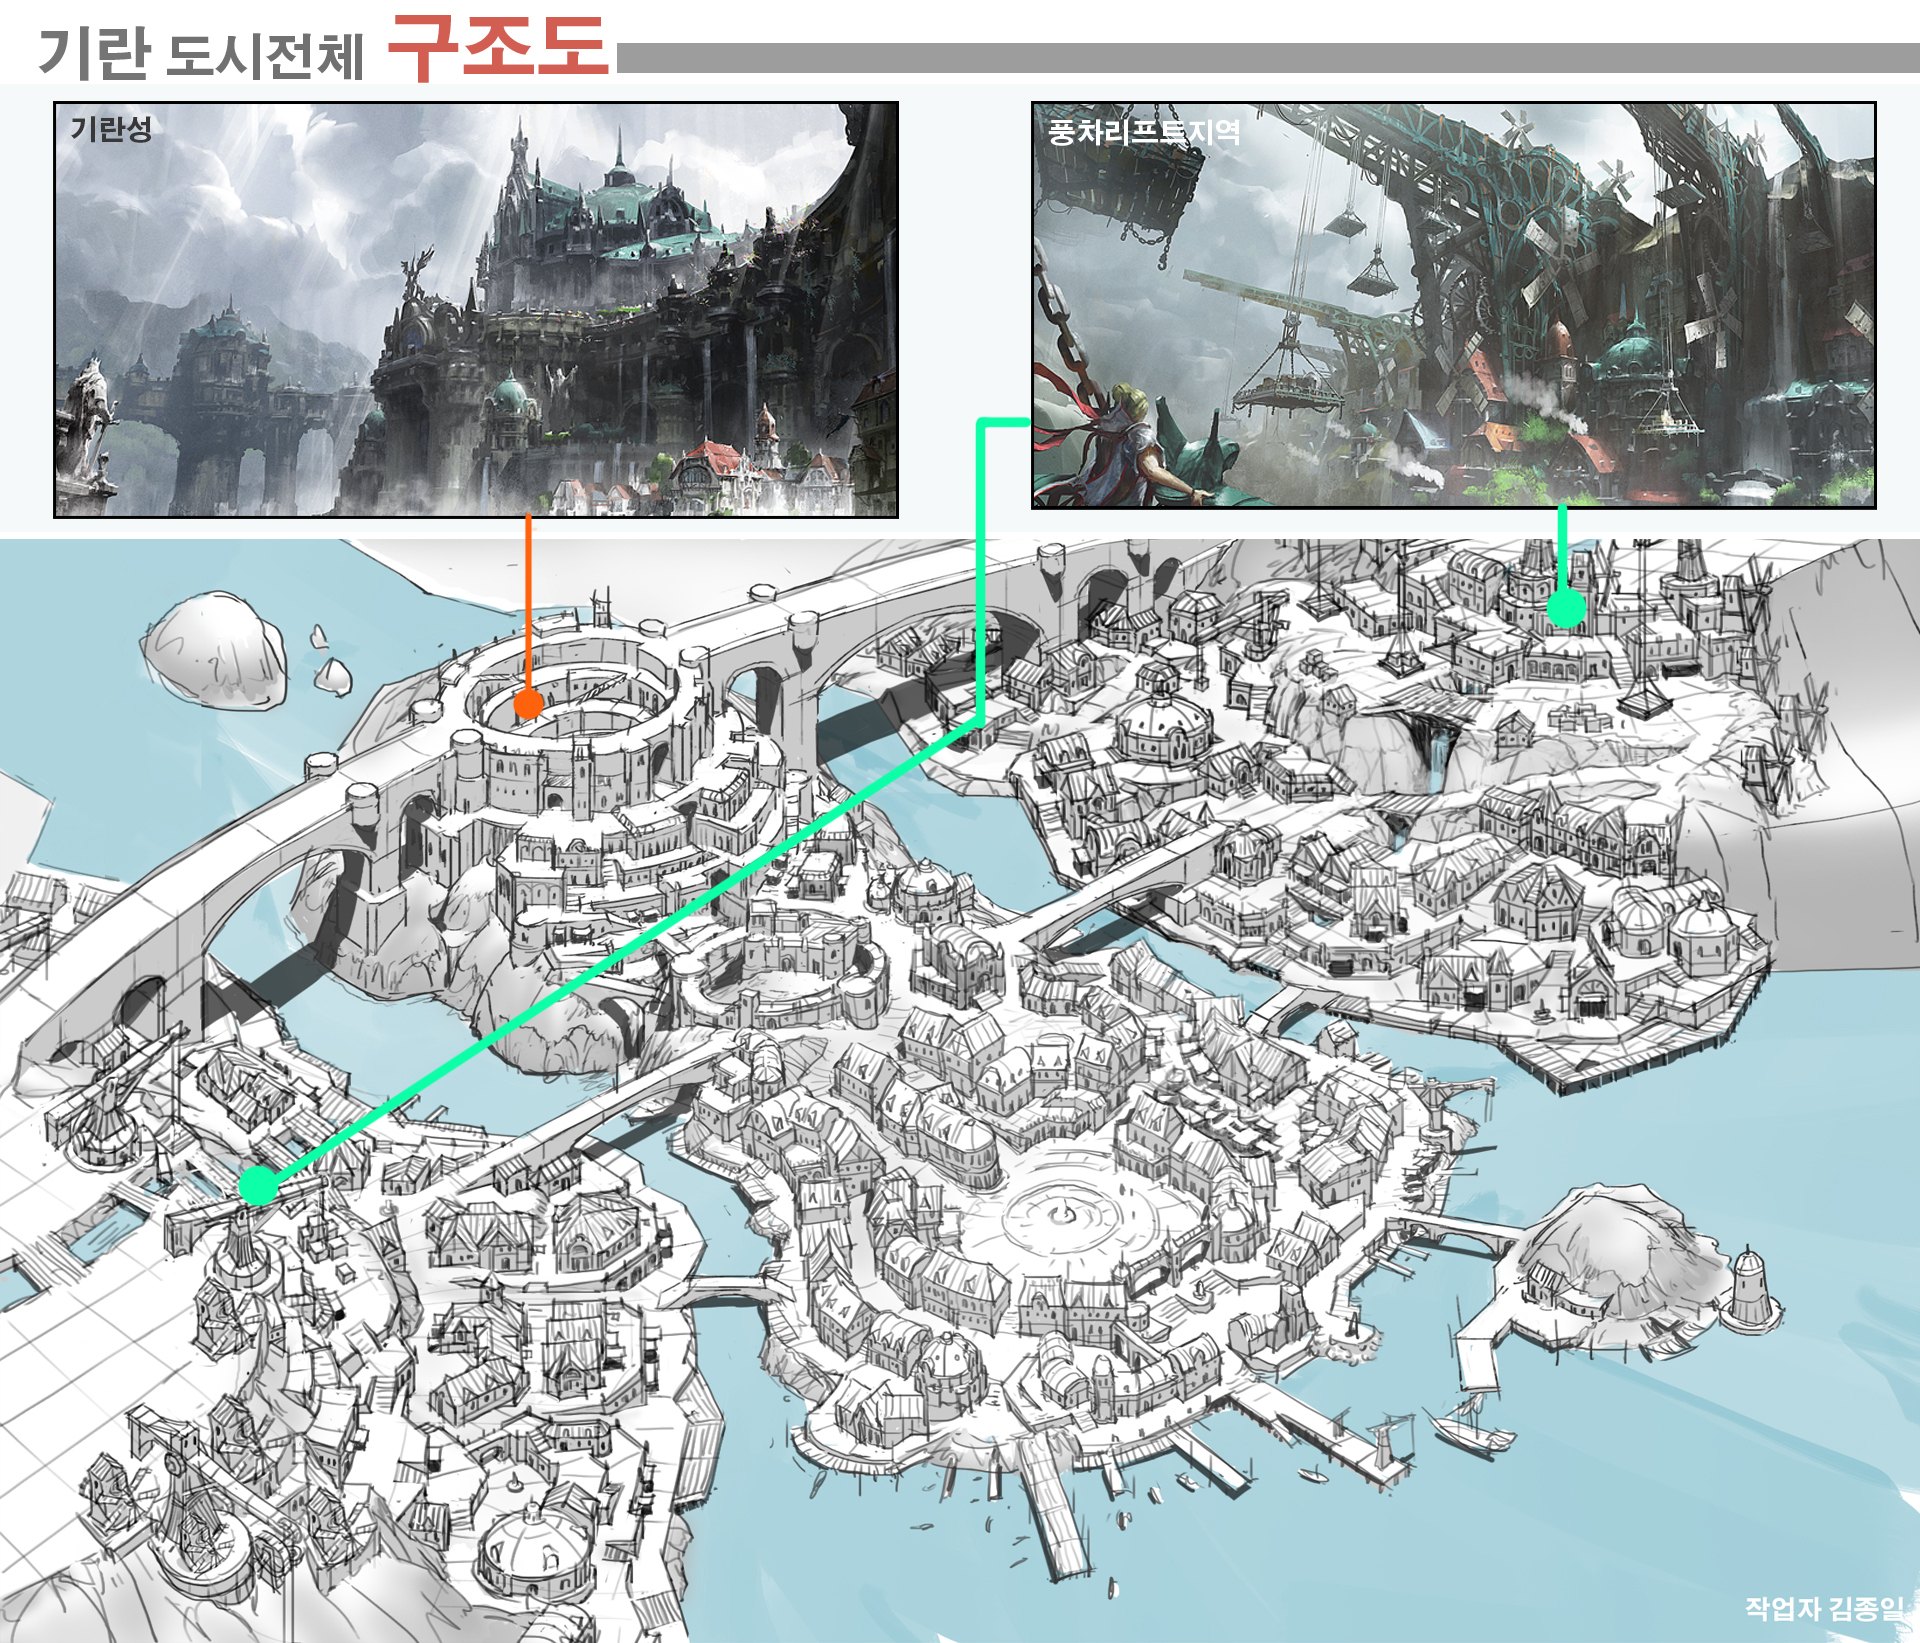 기란 도시전체 구조도
기란성
풍차리프트지역
작업자 김종일